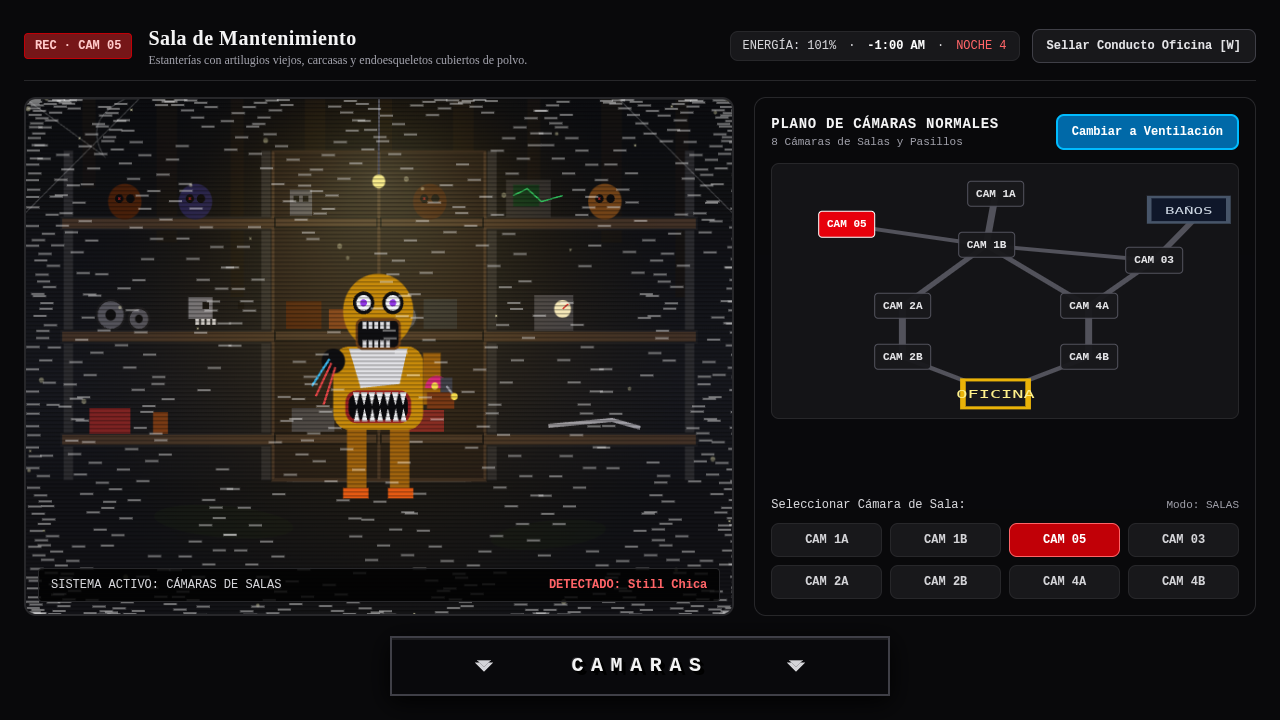 REC · CAM 05
Sala de Mantenimiento
Estanterías con artilugios viejos, carcasas y endoesqueletos cubiertos de polvo.
ENERGÍA: 101% · -1:00 AM · NOCHE 4
Sellar Conducto Oficina [W]
PLANO DE CÁMARAS NORMALES
8 Cámaras de Salas y Pasillos
Cambiar a Ventilación
CAM 1A
CAM 05
BAÑOS
CAM 1B
CAM 03
CAM 2A
CAM 4A
CAM 2B
CAM 4B
OFICINA
SISTEMA ACTIVO: CÁMARAS DE SALAS
DETECTADO: Still Chica
Seleccionar Cámara de Sala:
Modo: SALAS
CAM 1A
CAM 1B
CAM 05
CAM 03
CAM 2A
CAM 2B
CAM 4A
CAM 4B
CAMARAS